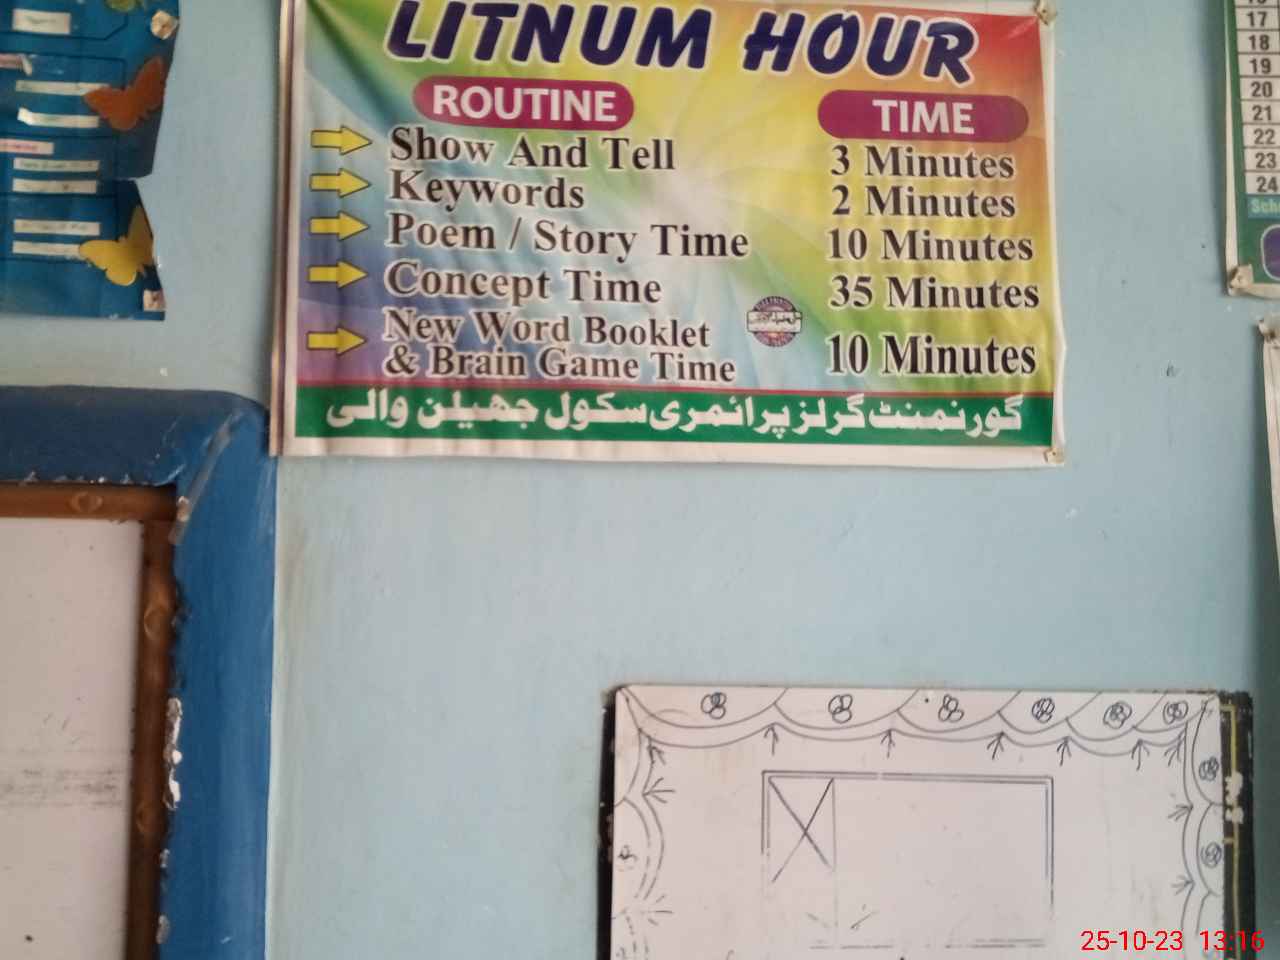 LITNUM HOUR
ROUTINE TIME
Show And Tell 3 Minutes
Keywords 2 Minutes
Poem / Story Time 10 Minutes
Concept Time 35 Minutes
New Word Booklet
& Brain Game Time 10 Minutes
گورنمنٹ گرلز پرائمری سکول جھیلن والی
17
18
19
20
21
22
23
24
25-10-23 13:16